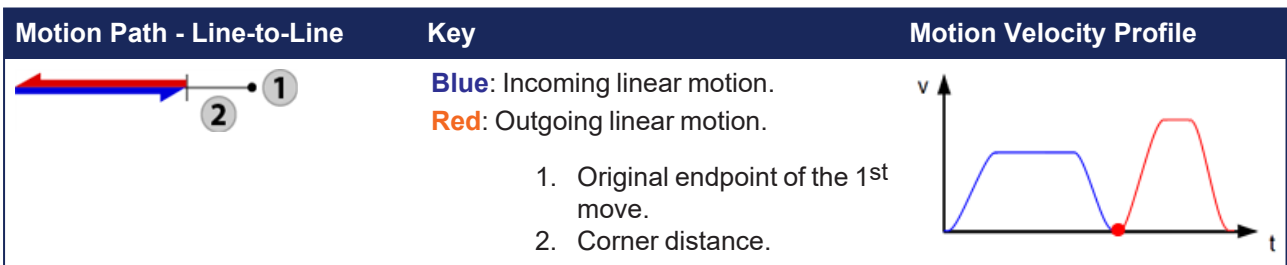 Motion Path - Line-to-Line
Key
Motion Velocity Profile
1
2
Blue: Incoming linear motion.
Red: Outgoing linear motion.
1. Original endpoint of the 1st
move.
2. Corner distance.
v
t